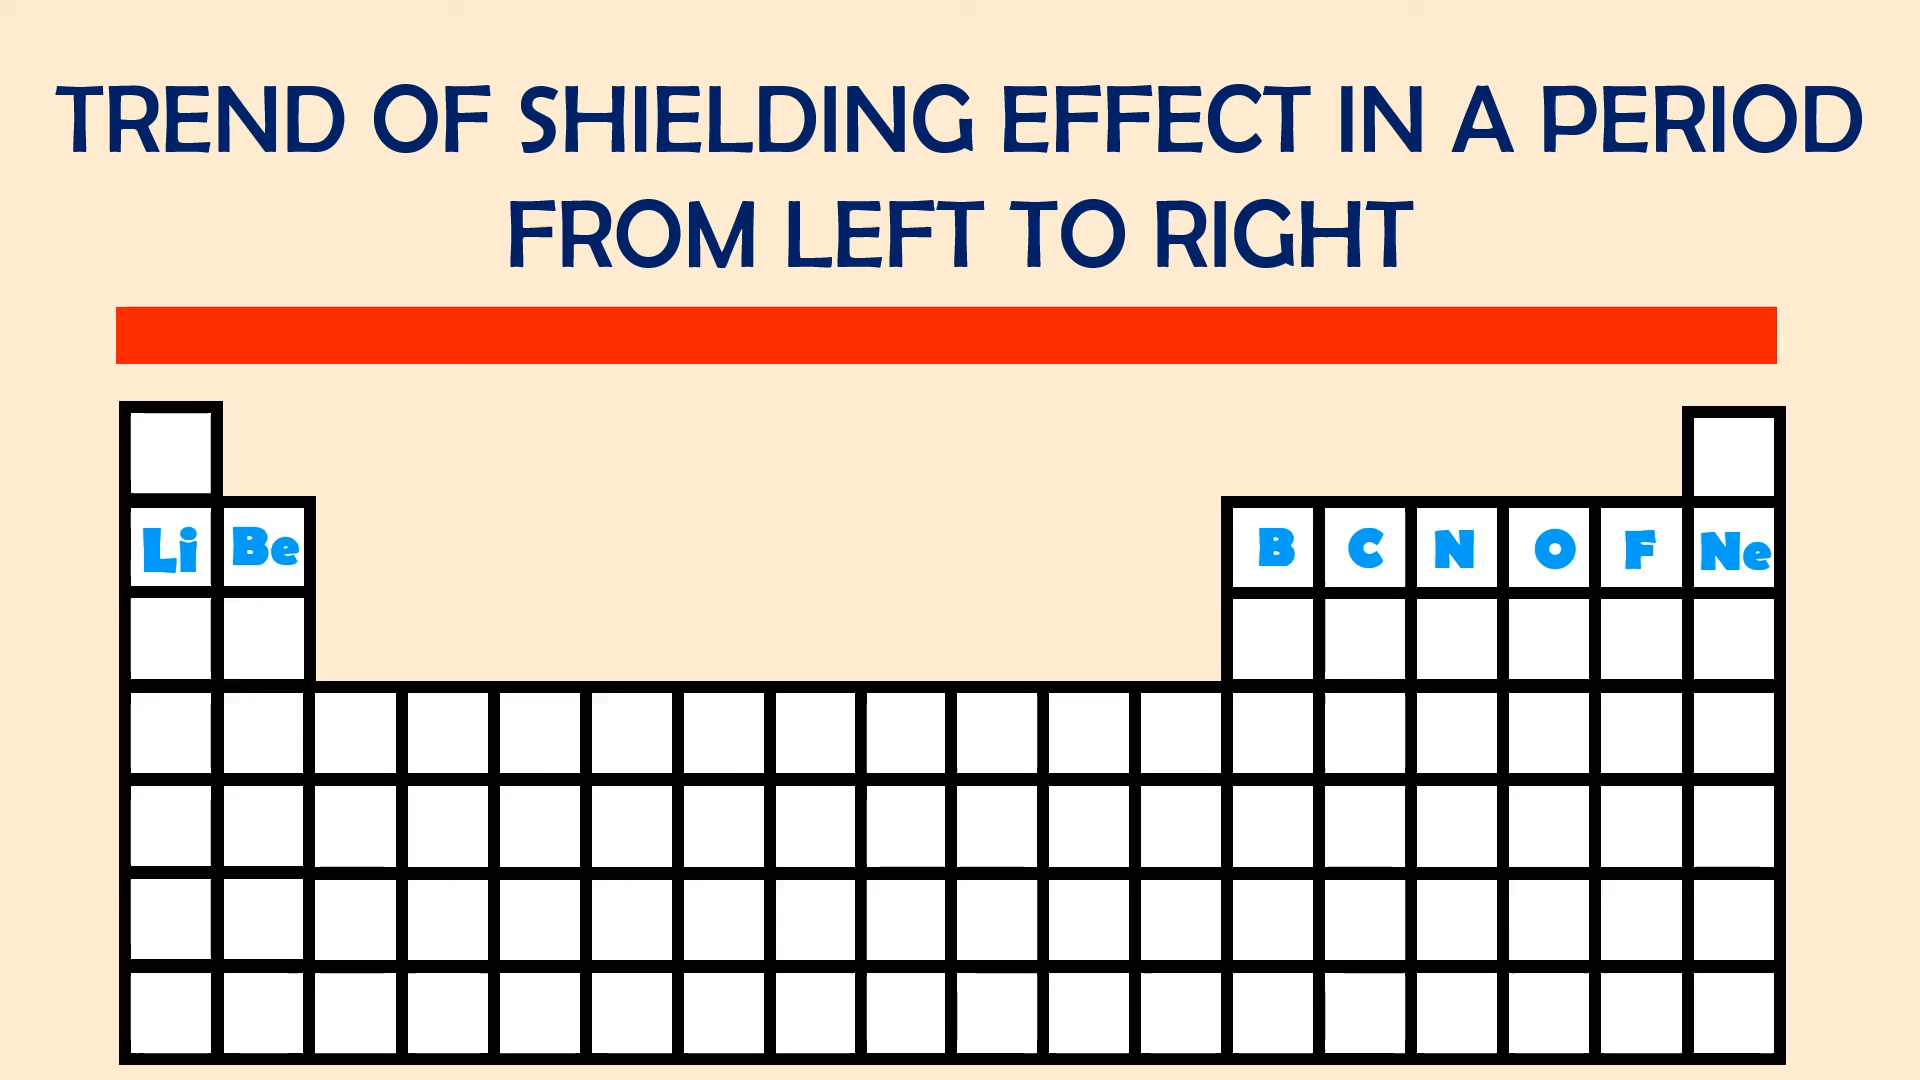 TREND OF SHIELDING EFFECT IN A PERIOD
FROM LEFT TO RIGHT
Li Be B C N O F Ne